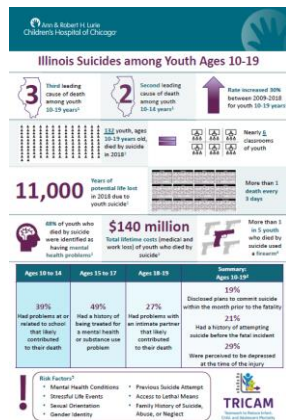 Ann & Robert H. Lurie
Children's Hospital of Chicago®
Illinois Suicides among Youth Ages 10-19
3
Third leading
cause of death
among youth
10-19 years¹
2
Second leading
cause of death
among youth
10-14 years¹
Rate increased 30%
between 2009-2018
for youth 10-19 years
youth, ages
10-19 years old,
died by suicide
in 2018²
Nearly 6
classrooms
of youth
11,000
Years of
potential life lost
in 2018 due to
youth suicide¹
More than 1
death every
3 days
48% of youth who
died by suicide
were identified as
having mental
health problems²
$140 million
Total lifetime costs (medical and
work loss) of youth who died by
suicide³
More than 1
in 5 youth
who died by
suicide used
a firearm²
Ages 10 to 14
39%
Had problems at or
related to school
that likely
contributed
to their death
Ages 15 to 17
49%
Had a history of
being treated for
a mental health
or substance use
problem
Ages 18-19
27%
Had problems with
an intimate partner
that likely
contributed
to their death
Summary:
Ages 10-19²
19%
Disclosed plans to commit suicide
within the month prior to the fatality
21%
Had a history of attempting
suicide before the fatal incident
29%
Were perceived to be depressed
at the time of the injury
Risk Factors⁴
• Mental Health Conditions
• Stressful Life Events
• Sexual Orientation
• Gender Identity
• Previous Suicide Attempt
• Access to Lethal Means
• Family History of Suicide,
Abuse, or Neglect
TRICAM